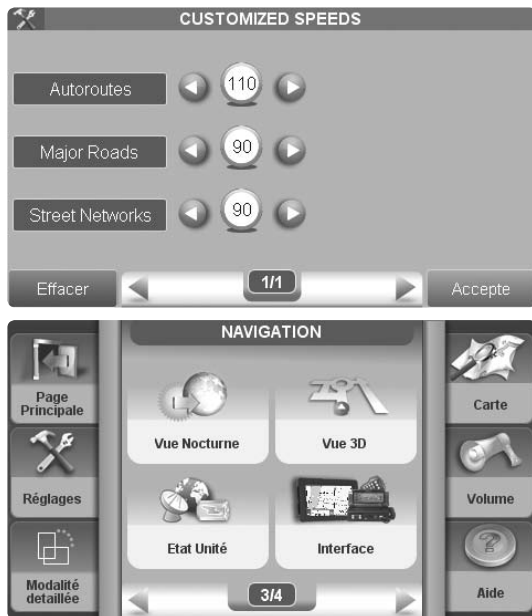 CUSTOMIZED SPEEDS
Autoroutes 110
Major Roads 90
Street Networks 90
Effacer 1/1 Accepte
NAVIGATION
Page
Principale
Carte
Vue Nocturne Vue 3D
Réglages
Volume
Etat Unité Interface
Modalité
detaillée
3/4
Aide